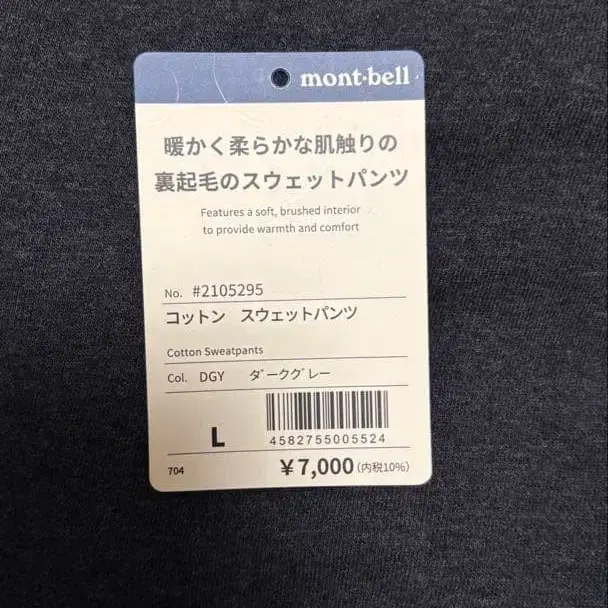 mont·bell
暖かく柔らかな肌触りの
裏起毛のスウェットパンツ
Features a soft, brushed interior
to provide warmth and comfort
No. #2105295
コットン　スウェットパンツ
Cotton Sweatpants
Col. DGY ダークグレー
L
4582755005524
704 ¥7,000(内税10%)